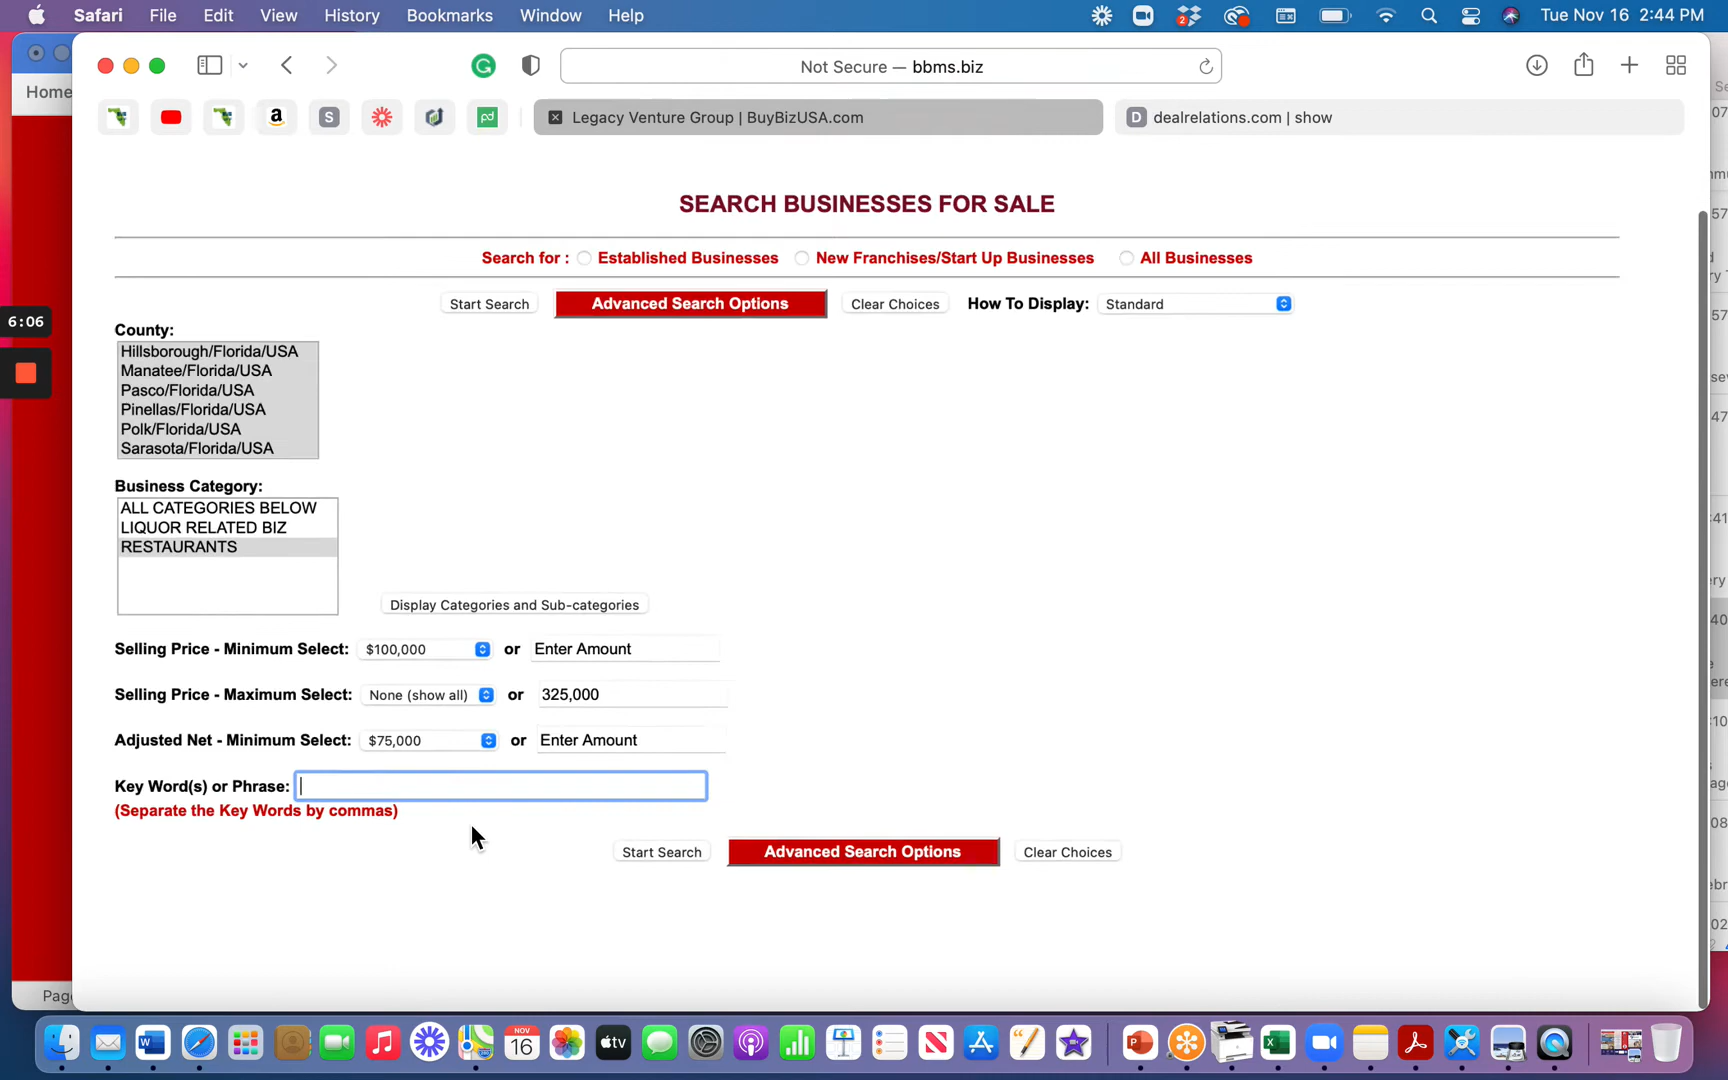 Safari File Edit View History Bookmarks Window Help
2
Tue Nov 16 2:44 PM
Home
Not Secure — bbms.biz
Legacy Venture Group | BuyBizUSA.com
dealrelations.com | show
SEARCH BUSINESSES FOR SALE
Search for : Established Businesses New Franchises/Start Up Businesses All Businesses
Start Search Advanced Search Options Clear Choices How To Display: Standard
6:06
County:
Hillsborough/Florida/USA
Manatee/Florida/USA
Pasco/Florida/USA
Pinellas/Florida/USA
Polk/Florida/USA
Sarasota/Florida/USA
Business Category:
ALL CATEGORIES BELOW
LIQUOR RELATED BIZ
RESTAURANTS
Display Categories and Sub-categories
Selling Price - Minimum Select: $100,000 or Enter Amount
Selling Price - Maximum Select: None (show all) or 325,000
Adjusted Net - Minimum Select: $75,000 or Enter Amount
Key Word(s) or Phrase:
(Separate the Key Words by commas)
Start Search Advanced Search Options Clear Choices
NOV
16
tv